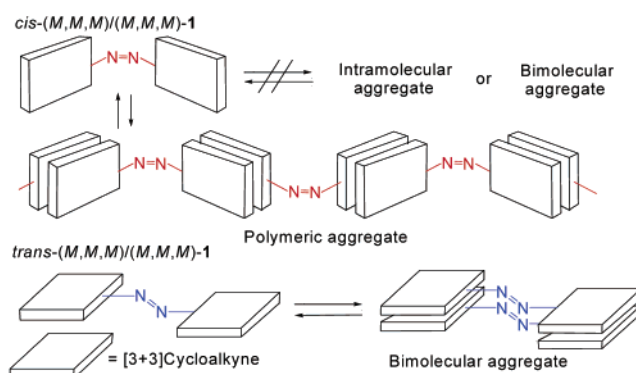 cis-(M,M,M)/(M,M,M)-1
N=N
Intramolecular aggregate or Bimolecular aggregate
N=N N=N N=N
Polymeric aggregate
trans-(M,M,M)/(M,M,M)-1
N=N
N=N
N=N
= [3+3]Cycloalkyne
Bimolecular aggregate